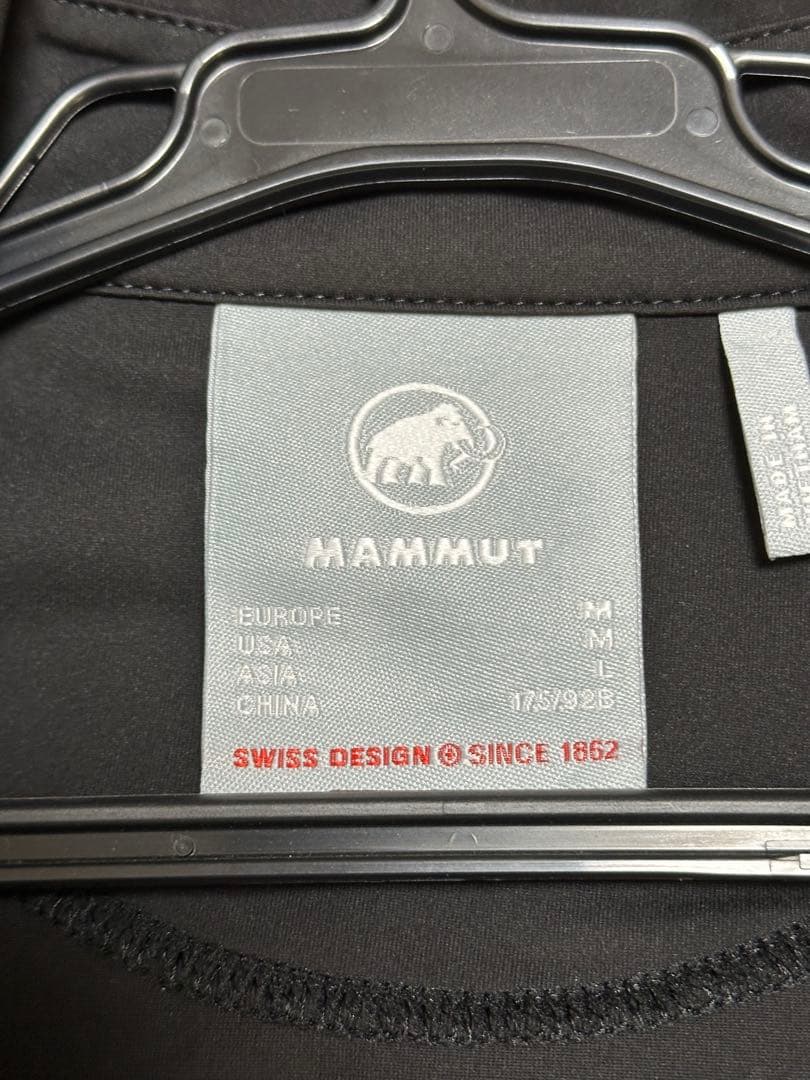 MAMMUT
EUROPE M
USA M
ASIA L
CHINA 175/92B
SWISS DESIGN SINCE 1862
MADE IN